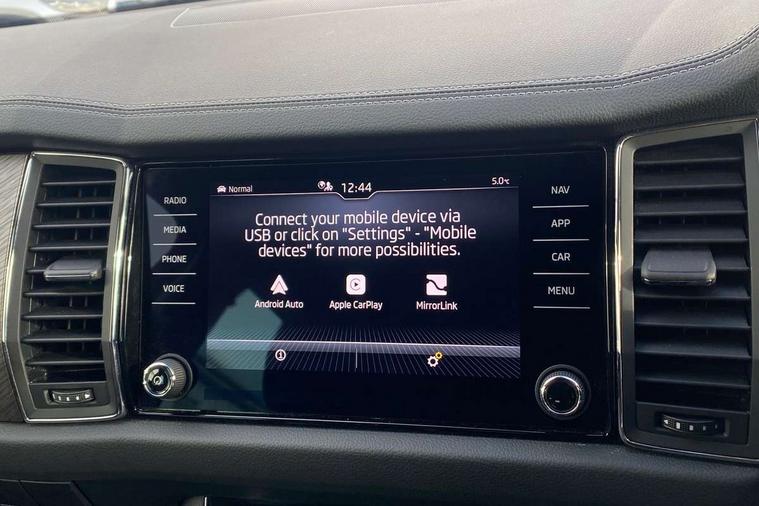 Normal
12:44
5.0°C
RADIO
MEDIA
PHONE
VOICE
Connect your mobile device via
USB or click on "Settings" - "Mobile
devices" for more possibilities.
Android Auto
Apple CarPlay
MirrorLink
NAV
APP
CAR
MENU